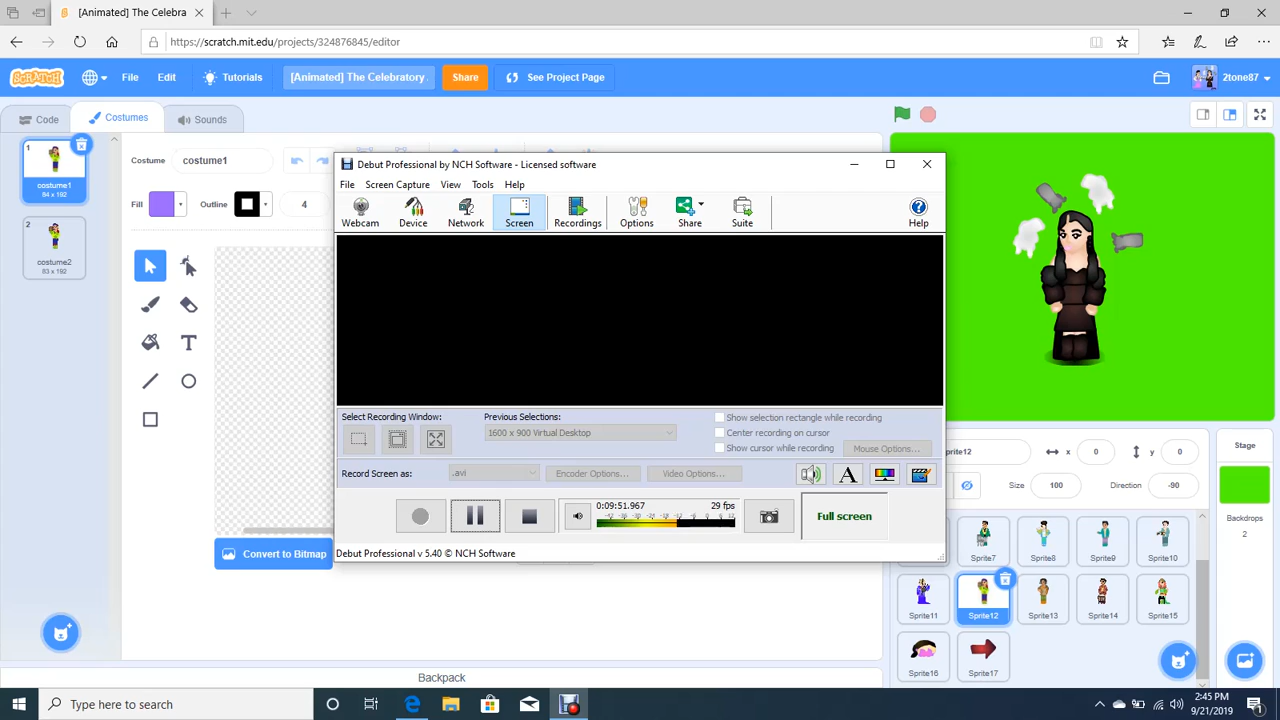 [Animated] The Celebra
https://scratch.mit.edu/projects/324876845/editor
SCRATCH File Edit Tutorials [Animated] The Celebratory Share See Project Page 2tone87
Code Costumes Sounds
1
costume1
84 x 192
2
costume2
83 x 192
Costume costume1
Fill Outline 4
T
Convert to Bitmap
Debut Professional by NCH Software - Licensed software
File Screen Capture View Tools Help
Webcam Device Network Screen Recordings Options Share Suite Help
Select Recording Window: Previous Selections:
1600 x 900 Virtual Desktop
Show selection rectangle while recording
Center recording on cursor
Show cursor while recording Mouse Options...
Record Screen as: .avi Encoder Options... Video Options... A
0:09:51.967 29 fps
Full screen
Debut Professional v 5.40 © NCH Software
prite12 x 0 y 0
Size 100 Direction -90
Stage
Backdrops
2
Sprite7 Sprite8 Sprite9 Sprite10
Sprite11 Sprite12 Sprite13 Sprite14 Sprite15
Sprite16 Sprite17
Backpack
Type here to search
2:45 PM
9/21/2019